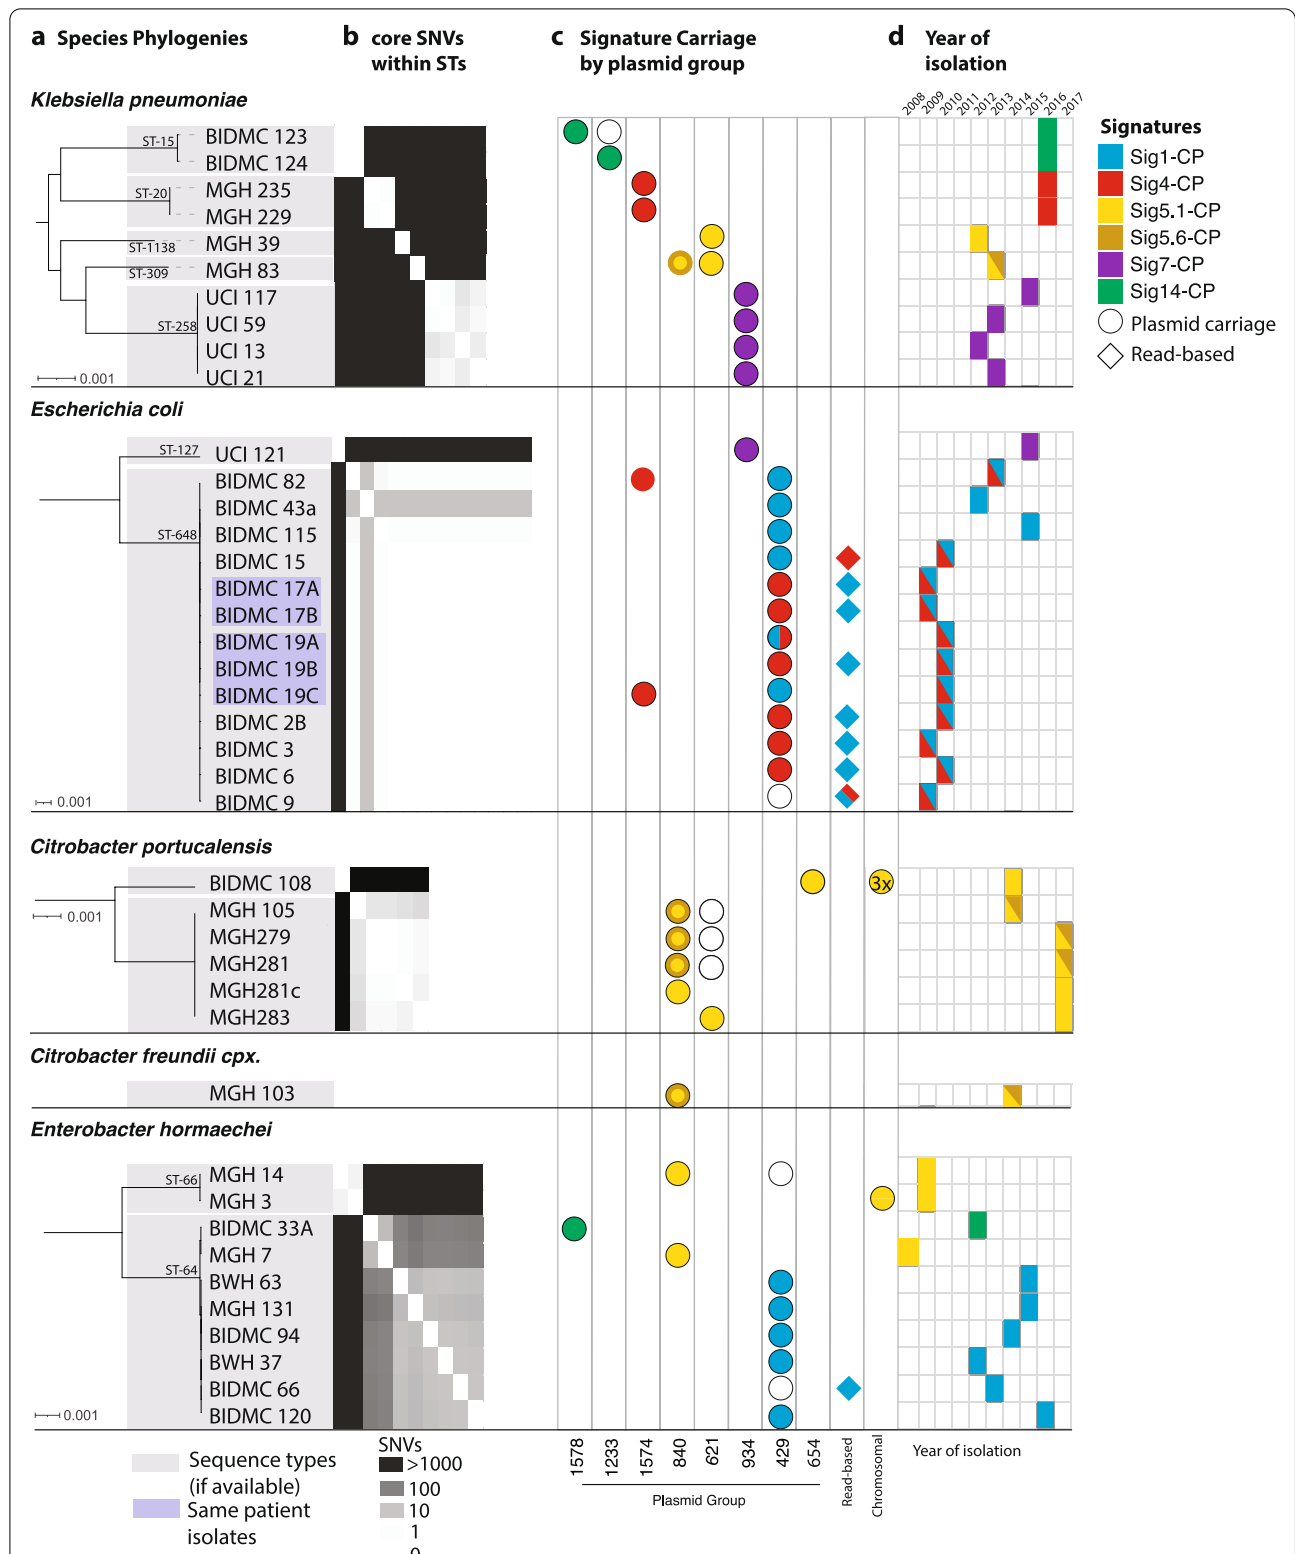 a Species Phylogenies
b core SNVs
within STs
c Signature Carriage
by plasmid group
d Year of
isolation
2008 2009 2010 2011 2012 2013 2014 2015 2016 2017
Klebsiella pneumoniae
ST-15
BIDMC 123
BIDMC 124
ST-20
MGH 235
MGH 229
ST-1138
MGH 39
ST-309
MGH 83
UCI 117
ST-258
UCI 59
UCI 13
UCI 21
0.001
Signatures
Sig1-CP
Sig4-CP
Sig5.1-CP
Sig5.6-CP
Sig7-CP
Sig14-CP
Plasmid carriage
Read-based
Escherichia coli
ST-127
UCI 121
BIDMC 82
BIDMC 43a
ST-648
BIDMC 115
BIDMC 15
BIDMC 17A
BIDMC 17B
BIDMC 19A
BIDMC 19B
BIDMC 19C
BIDMC 2B
BIDMC 3
BIDMC 6
BIDMC 9
0.001
Citrobacter portucalensis
BIDMC 108
3x
0.001
MGH 105
MGH279
MGH281
MGH281c
MGH283
Citrobacter freundii cpx.
MGH 103
Enterobacter hormaechei
ST-66
MGH 14
MGH 3
BIDMC 33A
MGH 7
ST-64
BWH 63
MGH 131
BIDMC 94
BWH 37
BIDMC 66
BIDMC 120
0.001
Sequence types
(if available)
Same patient
isolates
SNVs
>1000
100
10
1
0
1578 1233 1574 840 621 934 429 654 Read-based Chromosomal
Plasmid Group
Year of isolation